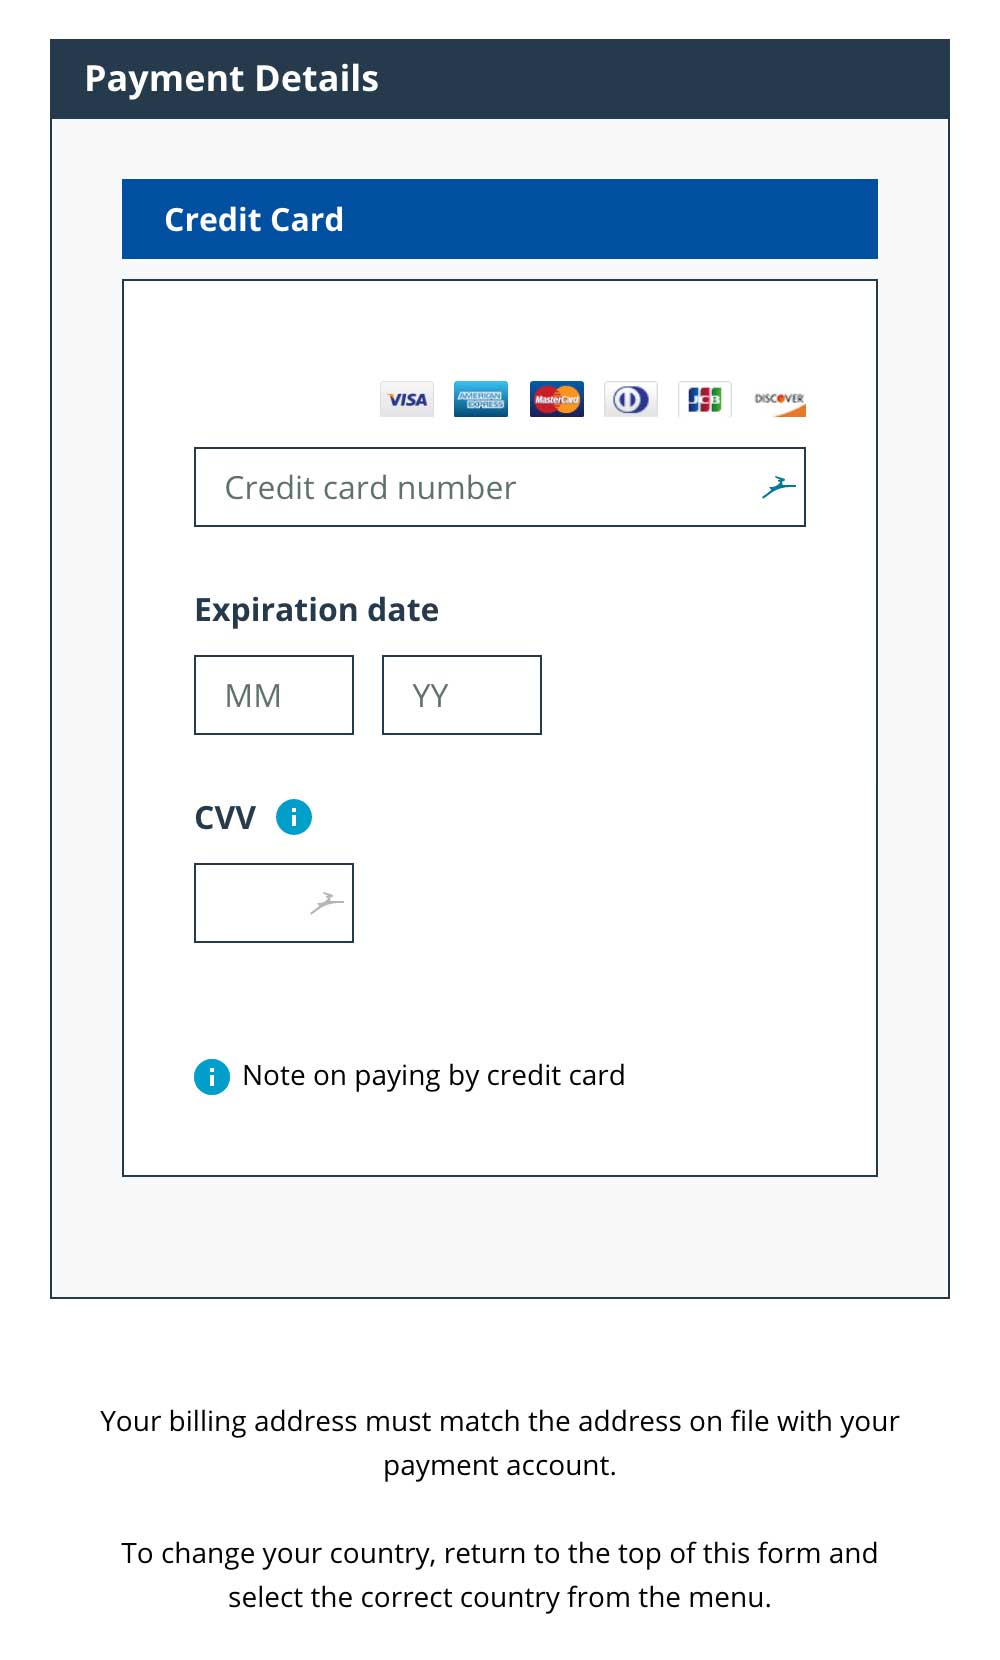 Payment Details
Credit Card
VISA AMERICAN EXPRESS MasterCard JCB DISCOVER
Credit card number
Expiration date
MM YY
CVV i
i Note on paying by credit card
Your billing address must match the address on file with your
payment account.
To change your country, return to the top of this form and
select the correct country from the menu.